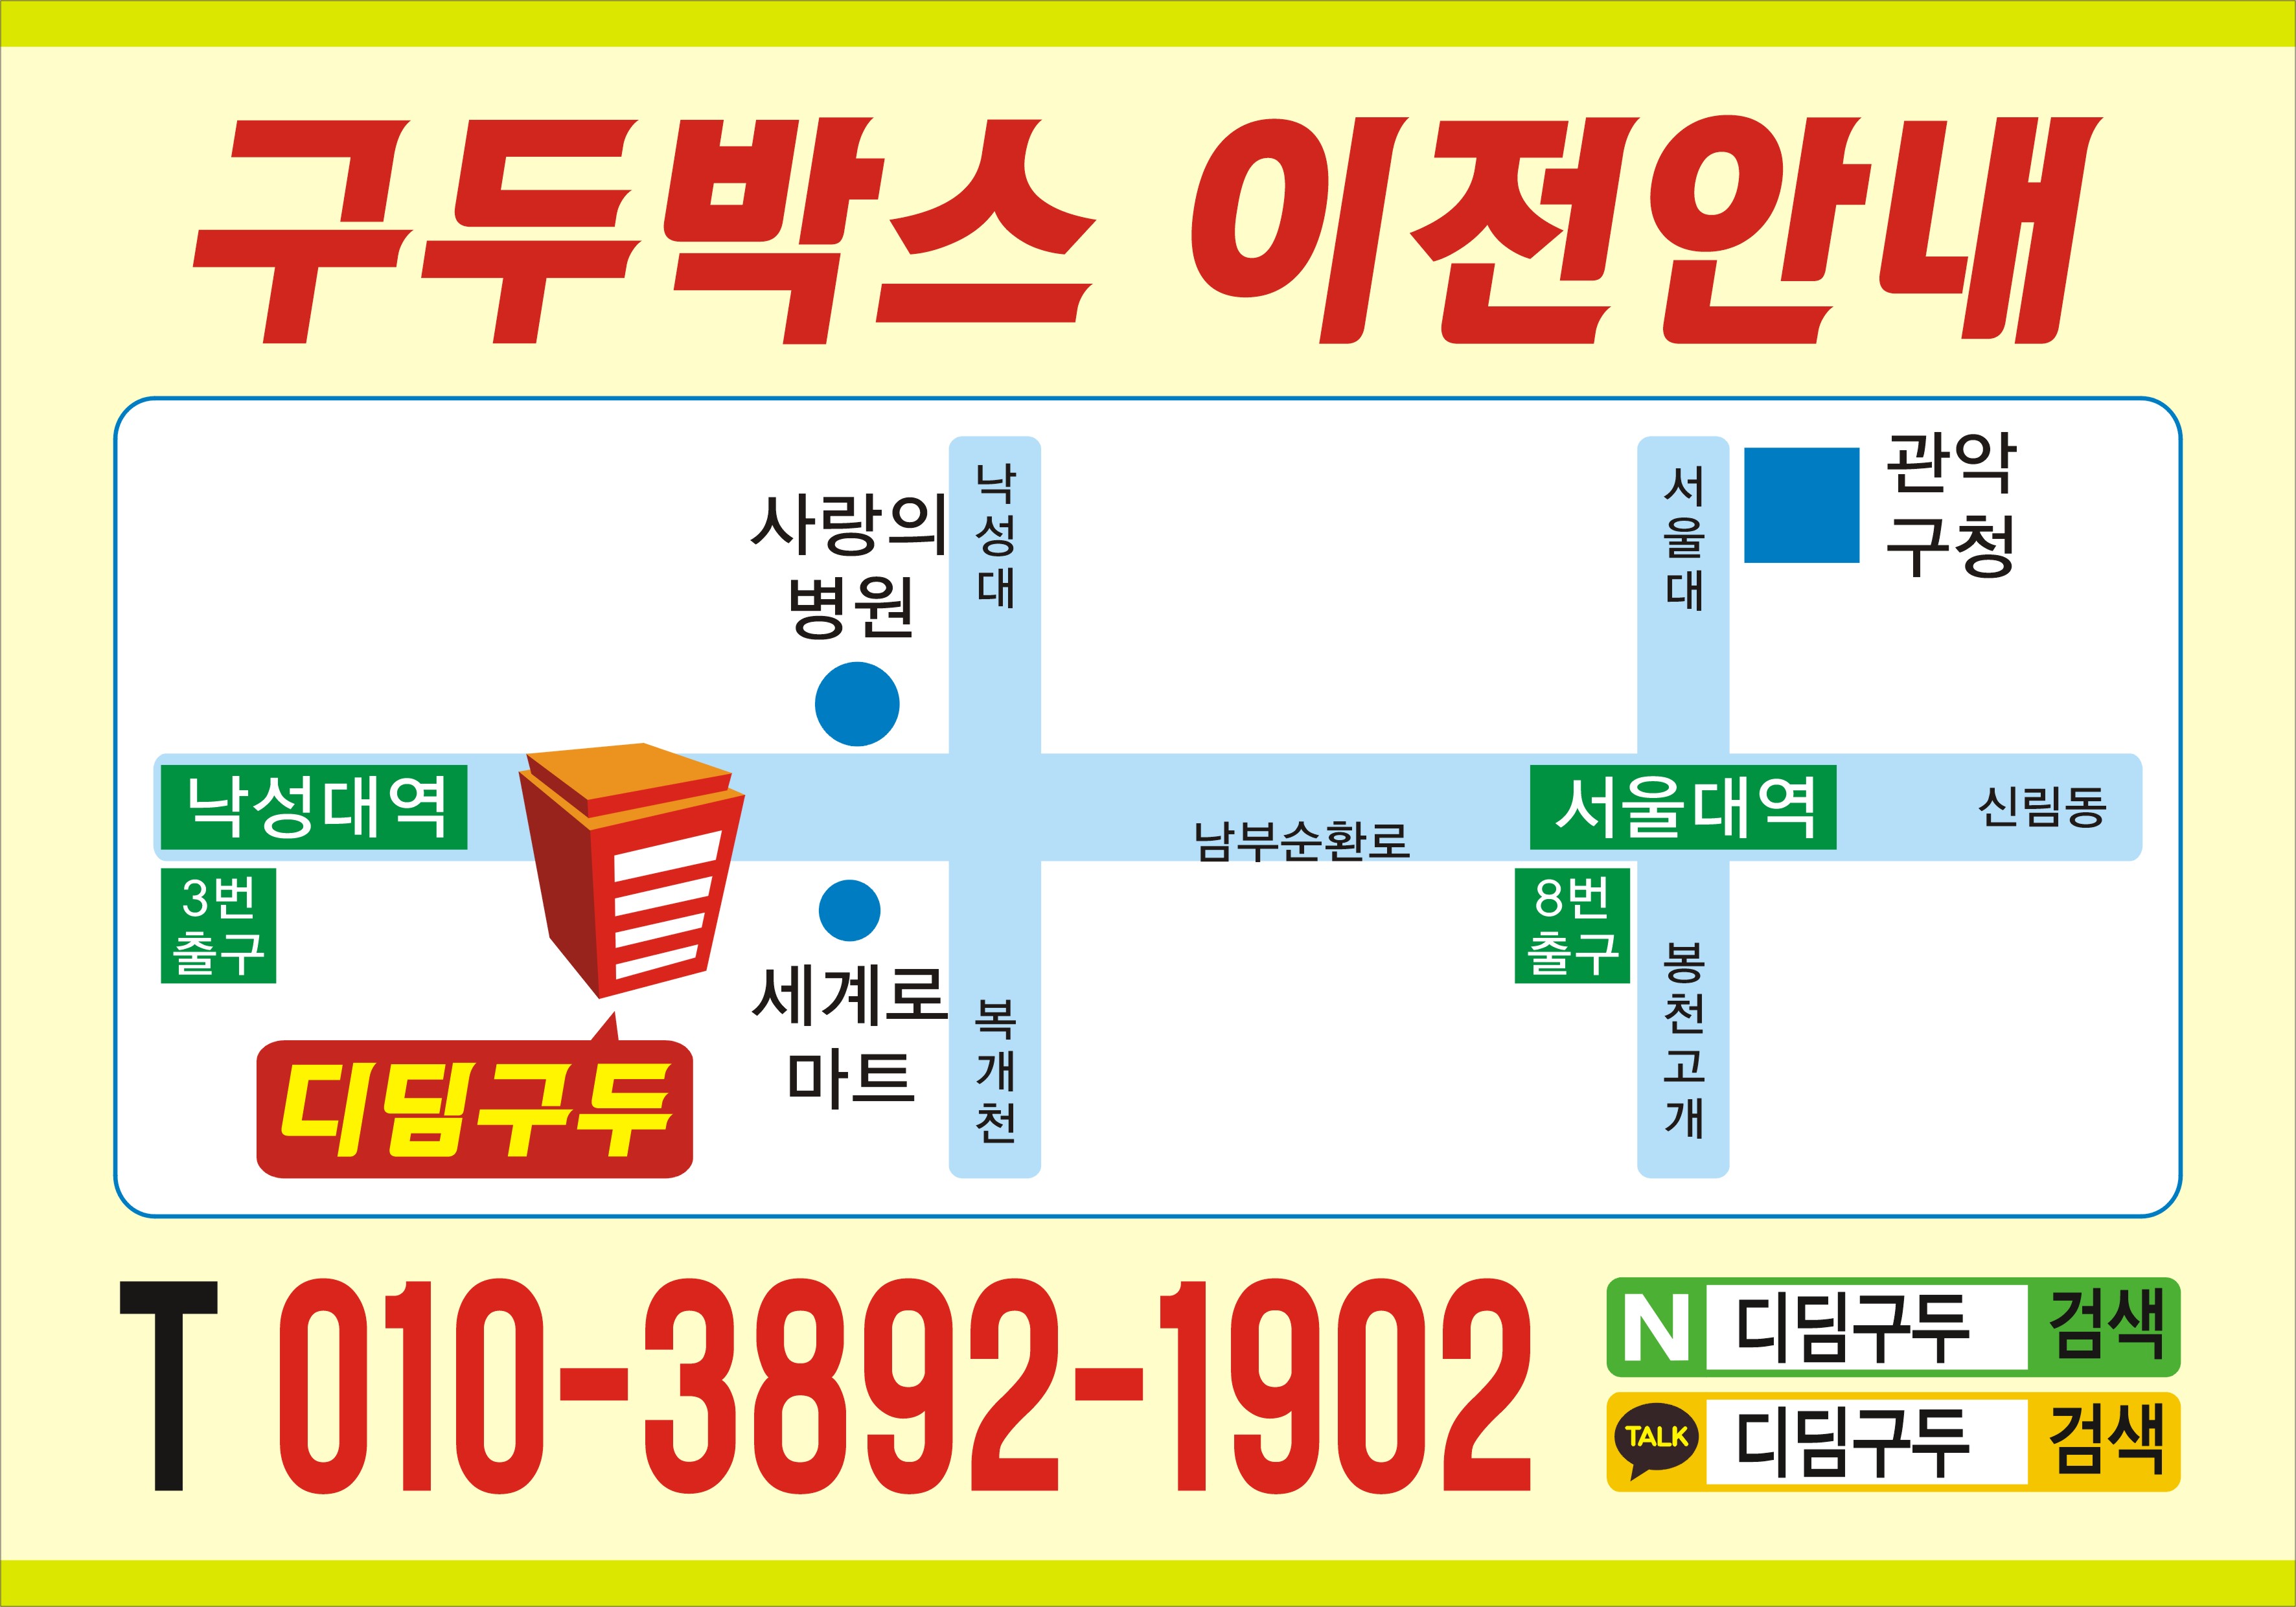 구두박스 이전안내
사랑의
병원
낙성대
서울대
관악
구청
낙성대역
3번
출구
남부순환로
서울대역
8번
출구
신림동
세계로
마트
복개천
봉천고개
디딤구두
T 010-3892-1902
N 디딤구두 검색
TALK 디딤구두 검색